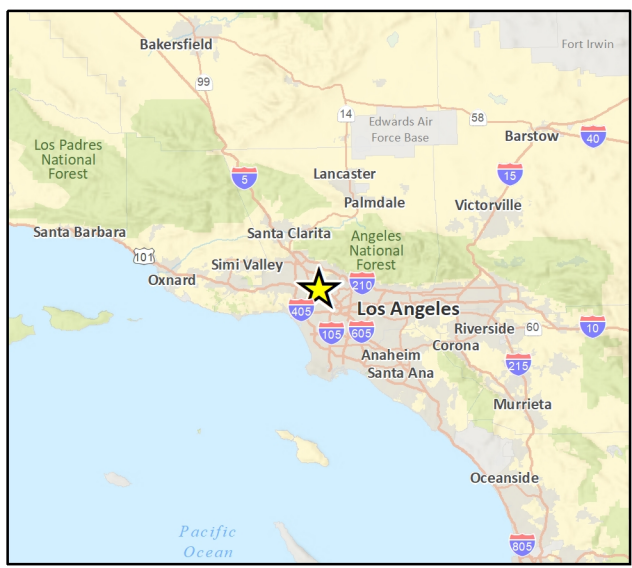 Bakersfield
Fort Irwin
99
14
Edwards Air
Force Base
58
Barstow
40
Los Padres
National
Forest
5
Lancaster
15
Palmdale
Victorville
Santa Barbara
Santa Clarita
Angeles
National
Forest
101
Simi Valley
Oxnard
210
405
Los Angeles
105
605
Riverside
60
10
Corona
Anaheim
215
Santa Ana
Murrieta
Oceanside
Pacific
Ocean
805